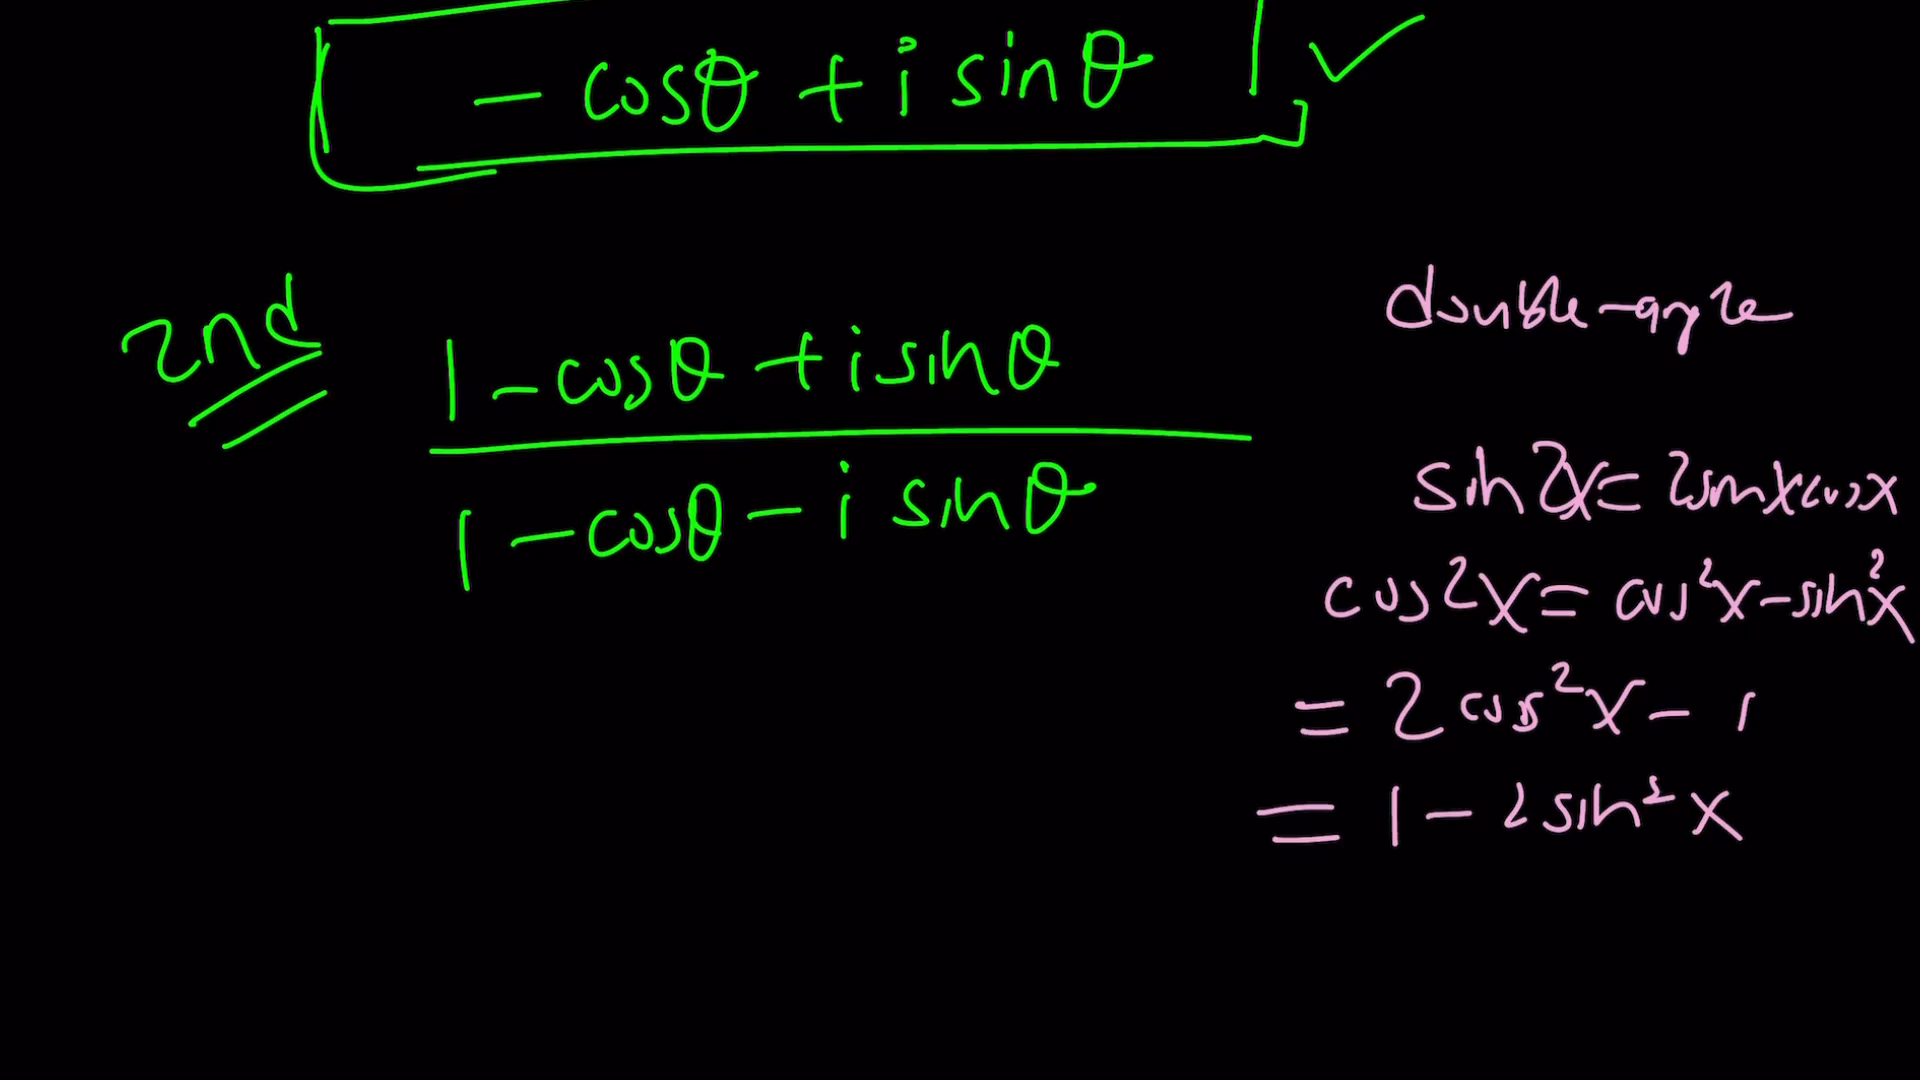 - cosθ + i sinθ
2nd
1 - cosθ + i sinθ
1 - cosθ - i sinθ
double-angle
sin2x = 2sinxcosx
cos2x = cos²x - sin²x
= 2cos²x - 1
= 1 - 2sin²x